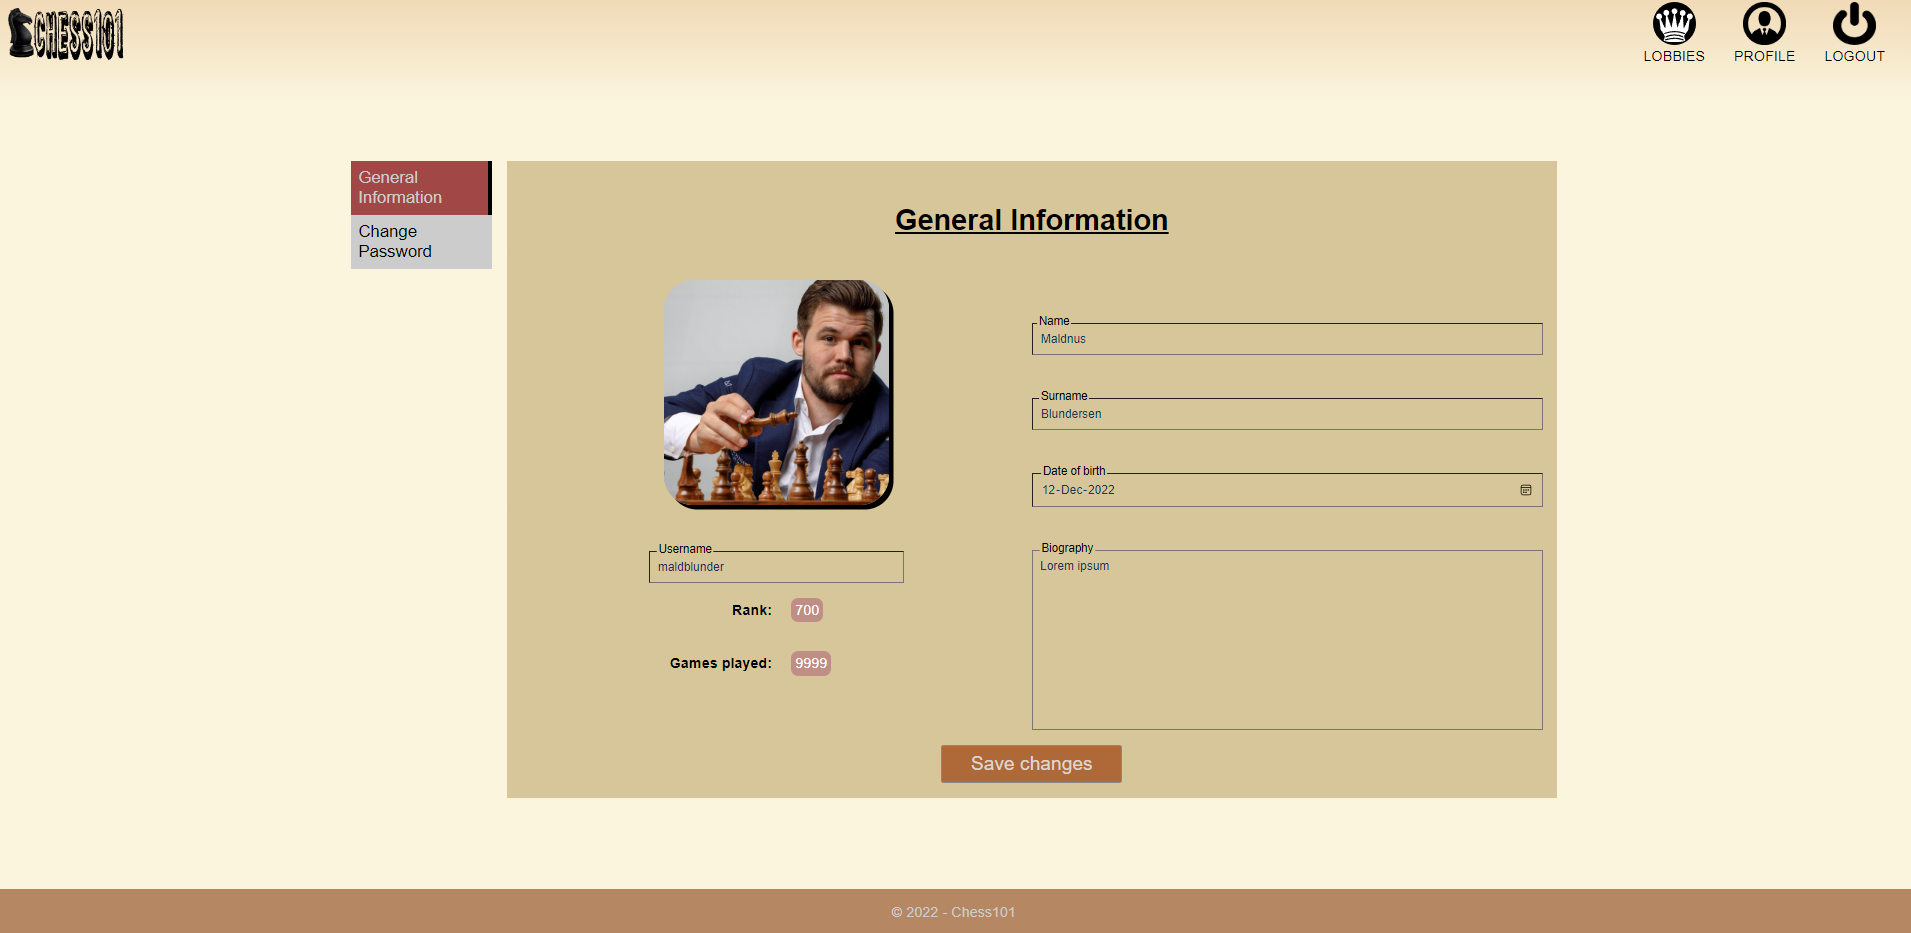 CHESS101
LOBBIES
PROFILE
LOGOUT
General
Information
Change
Password
General Information
Name
Maldnus
Surname
Blundersen
Date of birth
12-Dec-2022
Username
maldblunder
Rank: 700
Games played: 9999
Biography
Lorem ipsum
Save changes
© 2022 - Chess101